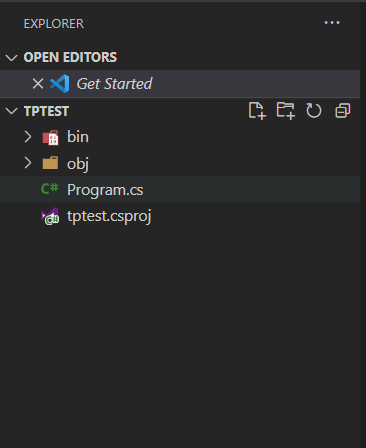 EXPLORER
OPEN EDITORS
Get Started
TPTEST
bin
obj
C# Program.cs
tptest.csproj